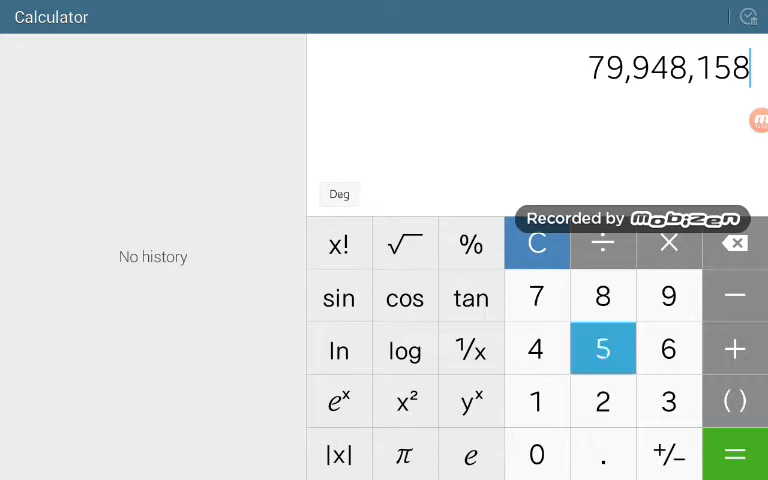 Calculator
79,948,158
No history
Deg
Recorded by Mobizen
x! √ % C ÷ ×
sin cos tan 7 8 9 −
ln log 1/x 4 5 6 +
eˣ x² yˣ 1 2 3 ( )
|x| π e 0 . +/− =